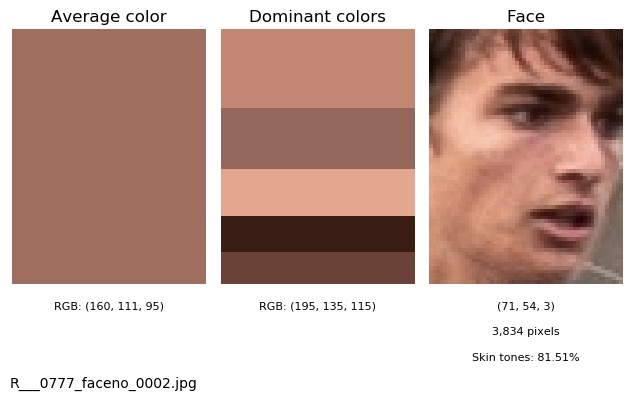 Average color
Dominant colors
Face
RGB: (160, 111, 95)
RGB: (195, 135, 115)
(71, 54, 3)
3,834 pixels
Skin tones: 81.51%
R___0777_faceno_0002.jpg